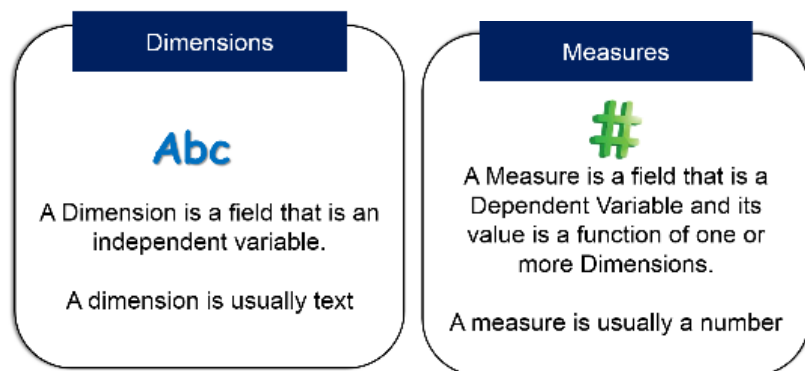 Dimensions
Abc
A Dimension is a field that is an
independent variable.
A dimension is usually text
Measures
#
A Measure is a field that is a
Dependent Variable and its
value is a function of one or
more Dimensions.
A measure is usually a number